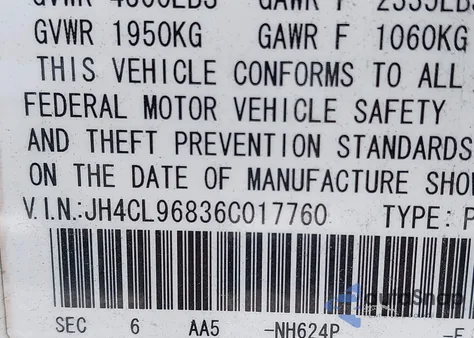 GVWR 1950KG GAWR F 1060KG
THIS VEHICLE CONFORMS TO ALL
FEDERAL MOTOR VEHICLE SAFETY
AND THEFT PREVENTION STANDARDS
ON THE DATE OF MANUFACTURE SHO
V.I.N.:JH4CL96836C017760 TYPE:P
autoSnap
SEC 6 AA5 -NH624P -E